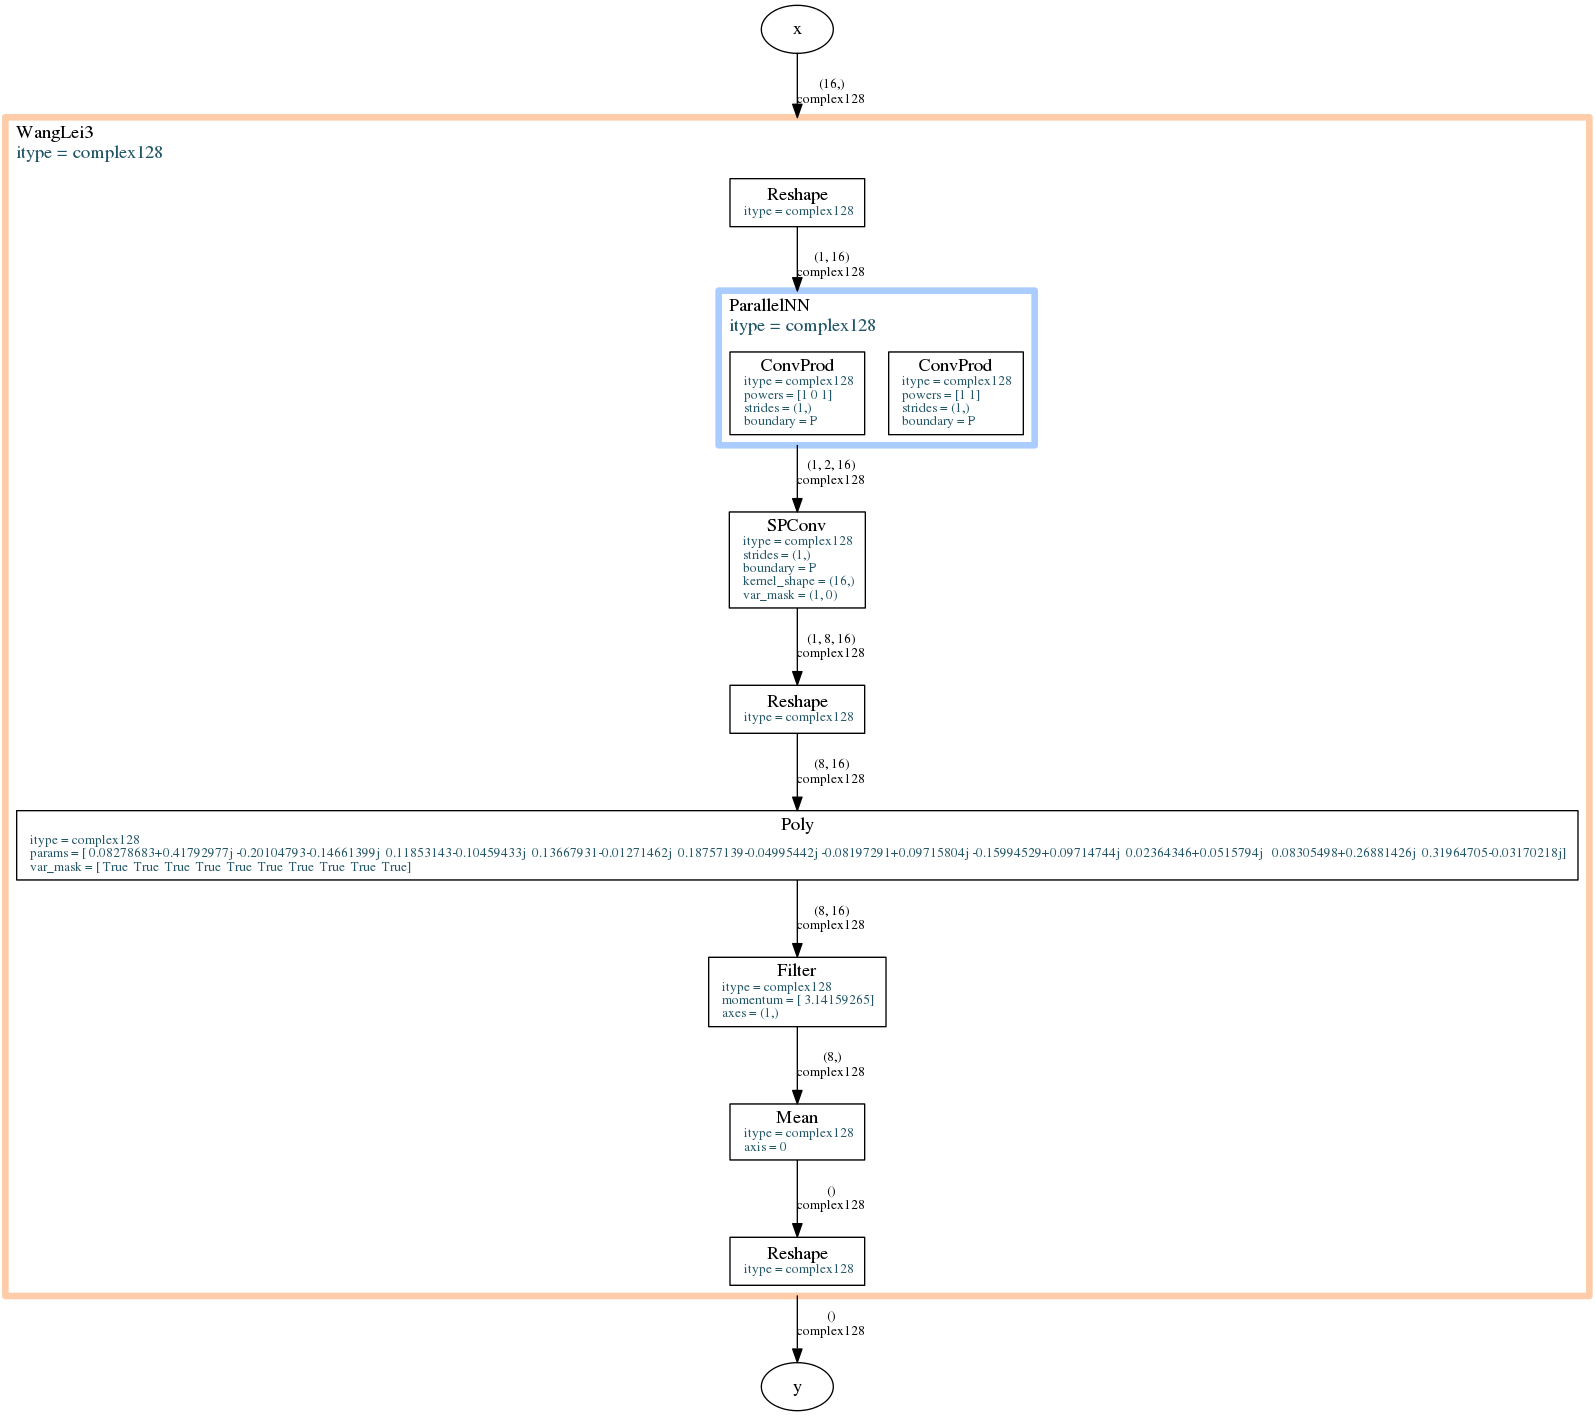 x
(16,)
complex128
WangLei3
itype = complex128
Reshape
itype = complex128
(1, 16)
complex128
ParallelNN
itype = complex128
ConvProd
itype = complex128
powers = [1 0 1]
strides = (1,)
boundary = P
ConvProd
itype = complex128
powers = [1 1]
strides = (1,)
boundary = P
(1, 2, 16)
complex128
SPConv
itype = complex128
strides = (1,)
boundary = P
kernel_shape = (16,)
var_mask = (1, 0)
(1, 8, 16)
complex128
Reshape
itype = complex128
(8, 16)
complex128
Poly
itype = complex128
params = [ 0.08278683+0.41792977j -0.20104793-0.14661399j 0.11853143-0.10459433j 0.13667931-0.01271462j 0.18757139-0.04995442j -0.08197291+0.09715804j -0.15994529+0.09714744j 0.02364346+0.0515794j 0.08305498+0.26881426j 0.31964705-0.03170218j]
var_mask = [ True True True True True True True True True True]
(8, 16)
complex128
Filter
itype = complex128
momentum = [ 3.14159265]
axes = (1,)
(8,)
complex128
Mean
itype = complex128
axis = 0
()
complex128
Reshape
itype = complex128
()
complex128
y